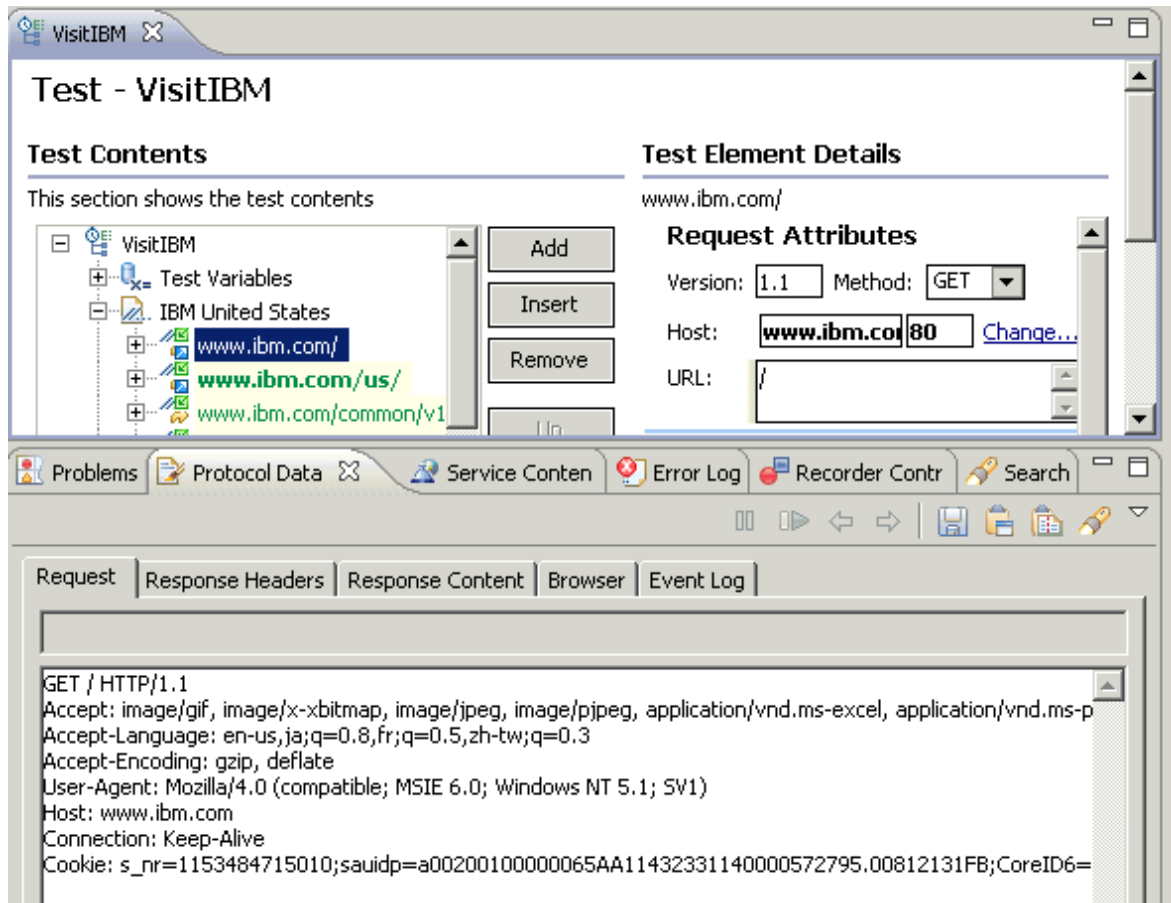 VisitIBM
Test - VisitIBM
Test Contents
This section shows the test contents
VisitIBM
Test Variables
IBM United States
www.ibm.com/
www.ibm.com/us/
www.ibm.com/common/v1
Add
Insert
Remove
Up
Test Element Details
www.ibm.com/
Request Attributes
Version: 1.1 Method: GET
Host: www.ibm.co 80 Change...
URL: /
Problems Protocol Data Service Conten Error Log Recorder Contr Search
Request Response Headers Response Content Browser Event Log
GET / HTTP/1.1
Accept: image/gif, image/x-xbitmap, image/jpeg, image/pjpeg, application/vnd.ms-excel, application/vnd.ms-p
Accept-Language: en-us,ja;q=0.8,fr;q=0.5,zh-tw;q=0.3
Accept-Encoding: gzip, deflate
User-Agent: Mozilla/4.0 (compatible; MSIE 6.0; Windows NT 5.1; SV1)
Host: www.ibm.com
Connection: Keep-Alive
Cookie: s_nr=1153484715010;sauidp=a00200100000065AA11432331140000572795.00812131FB;CoreID6=